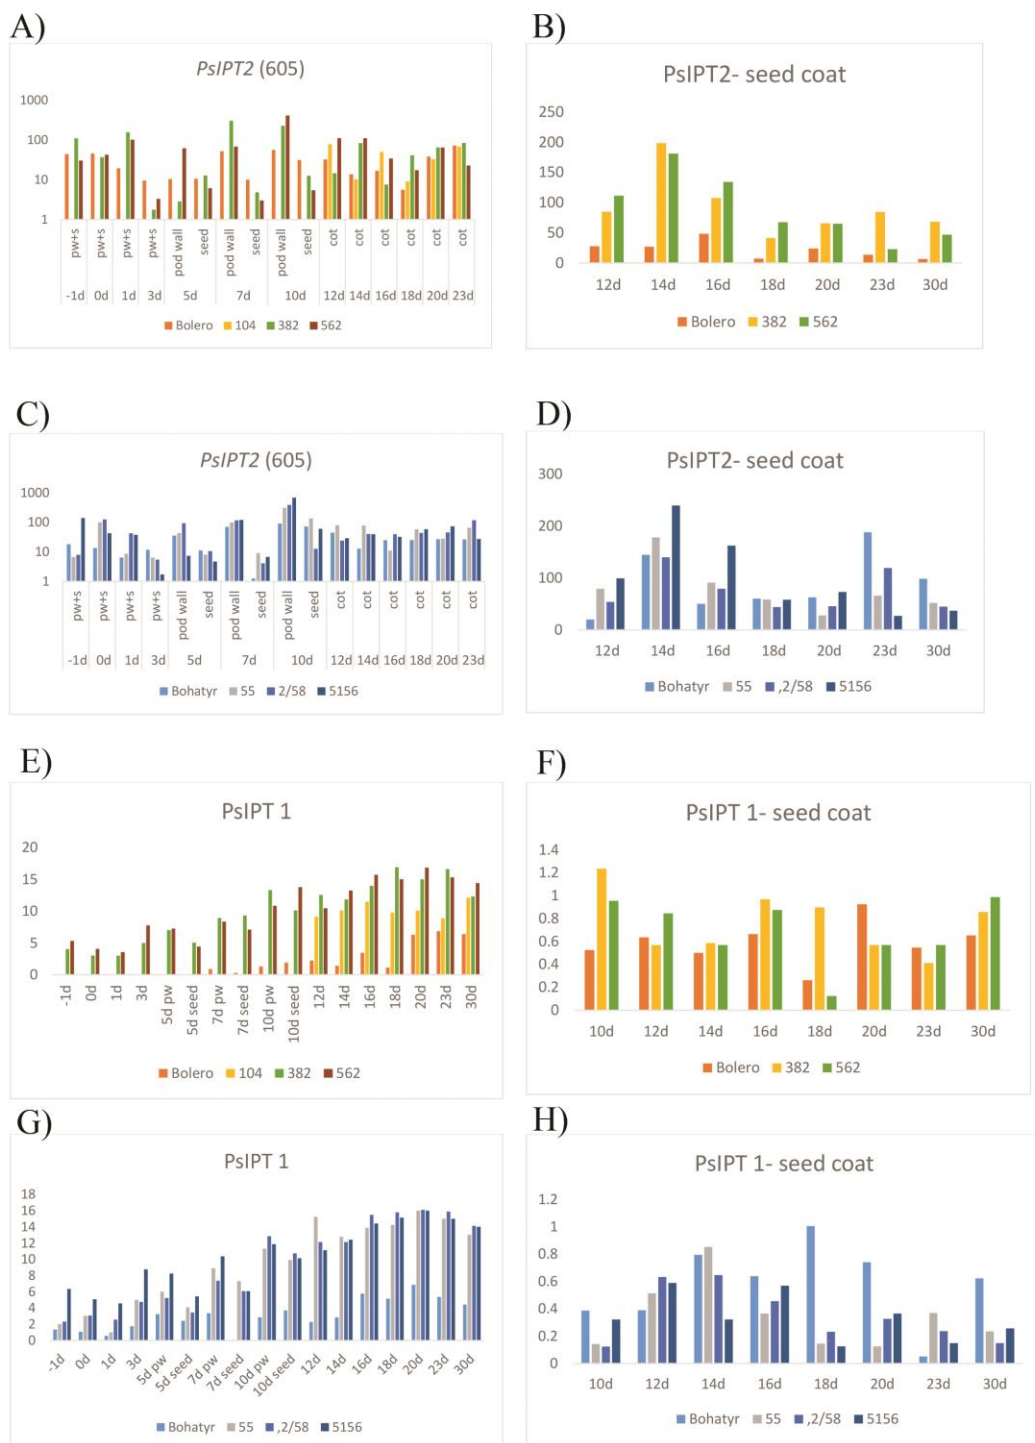 A)
PsIPT2 (605)
1000
100
10
1
pw+s pw+s pw+s pw+s pod wall seed pod wall seed pod wall seed cot cot cot cot cot cot
-1d 0d 1d 3d 5d 7d 10d 12d 14d 16d 18d 20d 23d
Bolero 104 382 562
B)
PsIPT2- seed coat
250
200
150
100
50
0
12d 14d 16d 18d 20d 23d 30d
Bolero 382 562
C)
PsIPT2 (605)
1000
100
10
1
pw+s pw+s pw+s pw+s pod wall seed pod wall seed pod wall seed cot cot cot cot cot cot
-1d 0d 1d 3d 5d 7d 10d 12d 14d 16d 18d 20d 23d
Bohatyr 55 ,2/58 5156
D)
PsIPT2- seed coat
300
200
100
0
12d 14d 16d 18d 20d 23d 30d
Bohatyr 55 ,2/58 5156
E)
PsIPT 1
20
15
10
5
0
-1d 0d 1d 3d 5d pw 5d seed 7d pw 7d seed 10d pw 10d seed 12d 14d 16d 18d 20d 23d 30d
Bolero 104 382 562
F)
PsIPT 1- seed coat
1.4
1.2
1
0.8
0.6
0.4
0.2
0
10d 12d 14d 16d 18d 20d 23d 30d
Bolero 382 562
G)
PsIPT 1
18
16
14
12
10
8
6
4
2
0
-1d 0d 1d 3d 5d pw 5d seed 7d pw 7d seed 10d pw 10d seed 12d 14d 16d 18d 20d 23d 30d
Bohatyr 55 ,2/58 5156
H)
PsIPT 1- seed coat
1.2
1
0.8
0.6
0.4
0.2
0
10d 12d 14d 16d 18d 20d 23d 30d
Bohatyr 55 ,2/58 5156